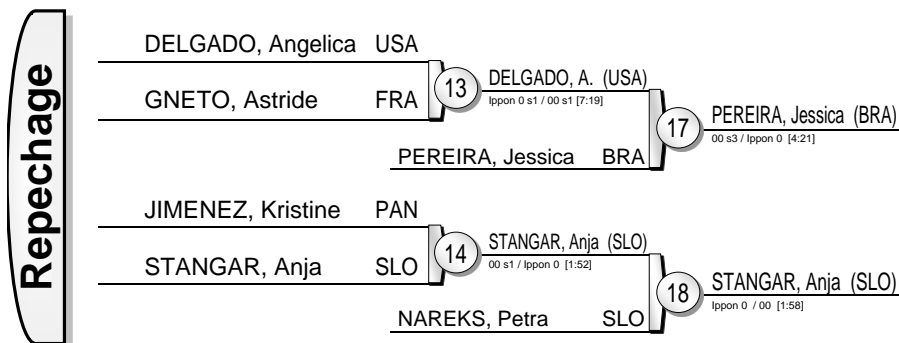 Repechage
DELGADO, Angelica USA
GNETO, Astride FRA
13
DELGADO, A. (USA)
Ippon 0 s1 / 00 s1 [7:19]
PEREIRA, Jessica BRA
17
PEREIRA, Jessica (BRA)
00 s3 / Ippon 0 [4:21]
JIMENEZ, Kristine PAN
STANGAR, Anja SLO
14
STANGAR, Anja (SLO)
00 s1 / Ippon 0 [1:52]
NAREKS, Petra SLO
18
STANGAR, Anja (SLO)
Ippon 0 / 00 [1:58]